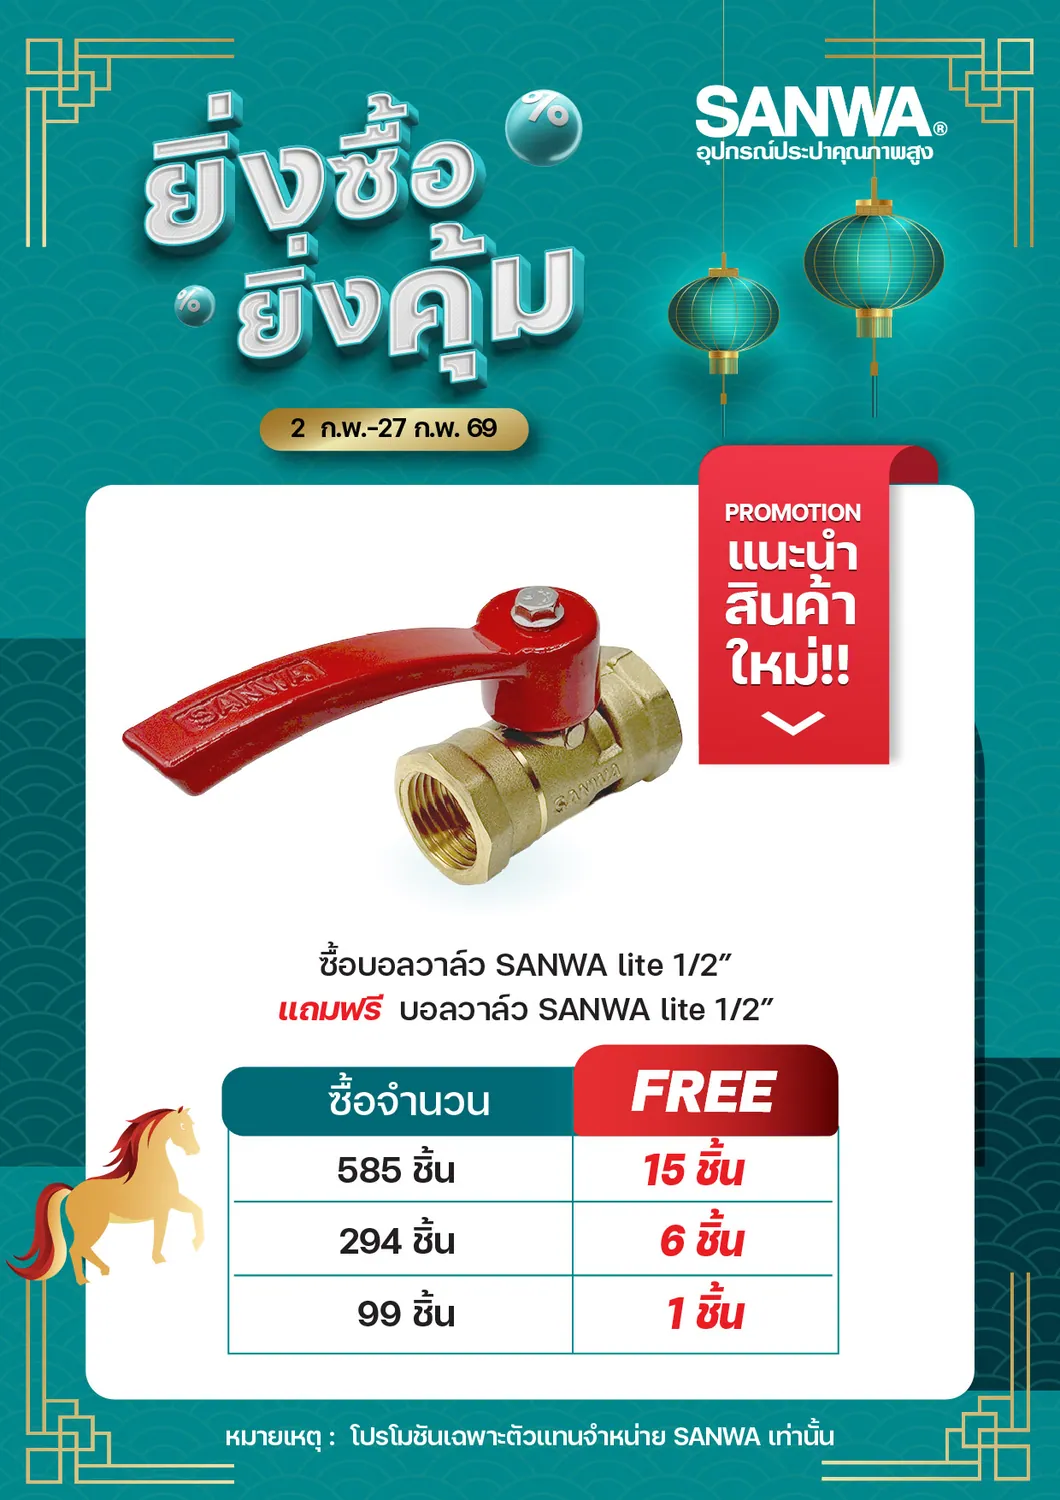 ยิ่งซื้อ
ยิ่งคุ้ม
%
%
SANWA®
อุปกรณ์ประปาคุณภาพสูง
2 ก.พ.-27 ก.พ. 69
PROMOTION
แนะนำ
สินค้า
ใหม่!!
SANWA
SANWA
ซื้อบอลวาล์ว SANWA lite 1/2”
แถมฟรี บอลวาล์ว SANWA lite 1/2”
ซื้อจำนวน FREE
585 ชิ้น 15 ชิ้น
294 ชิ้น 6 ชิ้น
99 ชิ้น 1 ชิ้น
หมายเหตุ : โปรโมชันเฉพาะตัวแทนจำหน่าย SANWA เท่านั้น